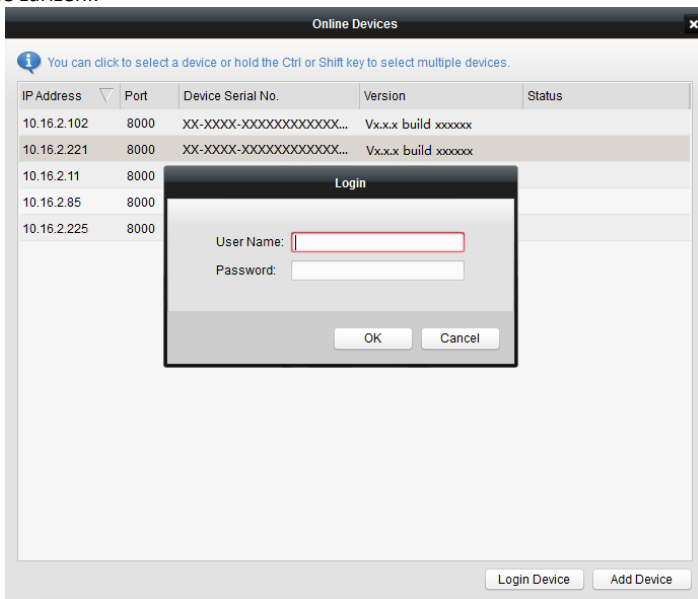 Online Devices
You can click to select a device or hold the Ctrl or Shift key to select multiple devices.
IP Address Port Device Serial No. Version Status
10.16.2.102 8000 XX-XXXX-XXXXXXXXXXXX... Vx.x.x build xxxxxx
10.16.2.221 8000 XX-XXXX-XXXXXXXXXXXX... Vx.x.x build xxxxxx
10.16.2.11 8000
Login
10.16.2.85 8000
10.16.2.225 8000
User Name:
Password:
OK Cancel
Login Device Add Device